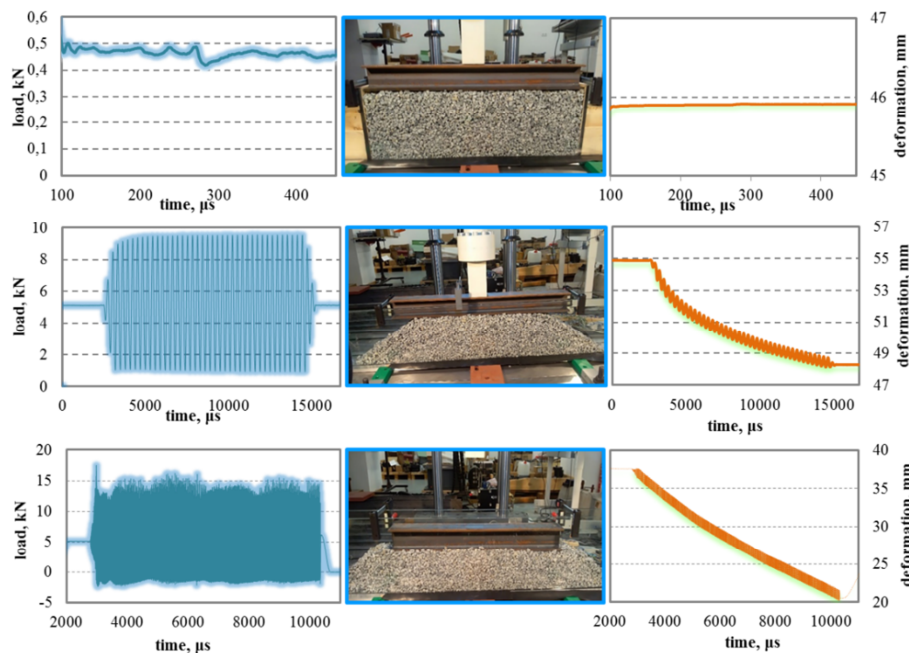 0,6
0,5
0,4
0,3
0,2
0,1
0
load, kN
100 200 300 400
time, µs
47
46
45
deformation, mm
100 200 300 400
time, µs
10
8
6
4
2
0
load, kN
0 5000 10000 15000
time, µs
57
55
53
51
49
47
deformation, mm
0 5000 10000 15000
time, µs
20
15
10
5
0
-5
load, kN
2000 4000 6000 8000 10000
time, µs
40
35
30
25
20
deformation, mm
2000 4000 6000 8000 10000
time, µs